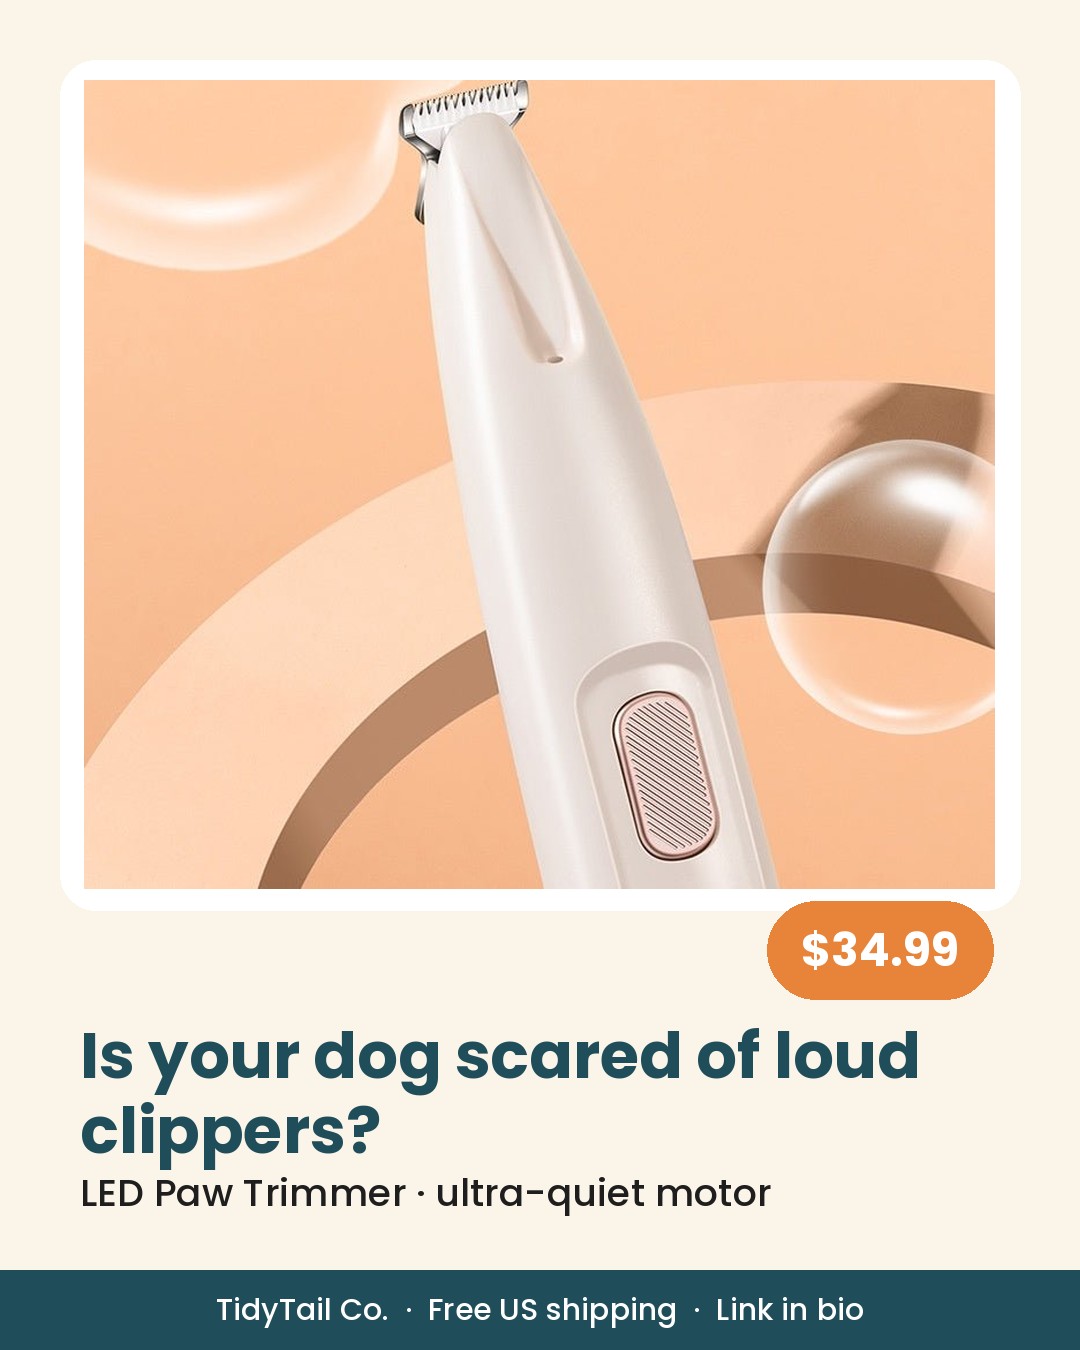 $34.99
Is your dog scared of loud
clippers?
LED Paw Trimmer · ultra-quiet motor
TidyTail Co. · Free US shipping · Link in bio